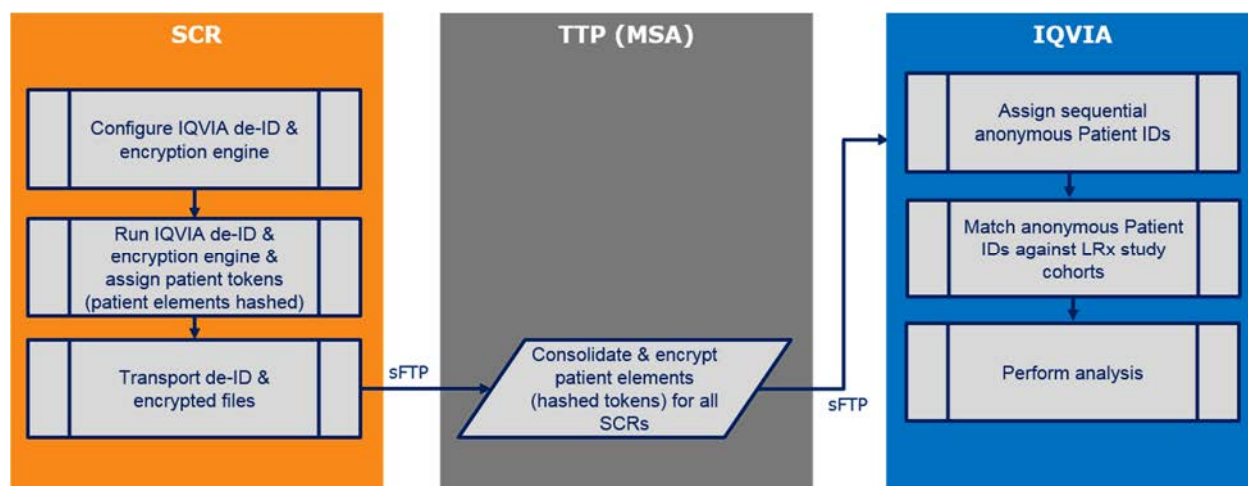 SCR
Configure IQVIA de-ID &
encryption engine
Run IQVIA de-ID &
encryption engine &
assign patient tokens
(patient elements hashed)
Transport de-ID &
encrypted files
sFTP
TTP (MSA)
Consolidate & encrypt
patient elements
(hashed tokens) for all
SCRs
sFTP
IQVIA
Assign sequential
anonymous Patient IDs
Match anonymous Patient
IDs against LRx study
cohorts
Perform analysis